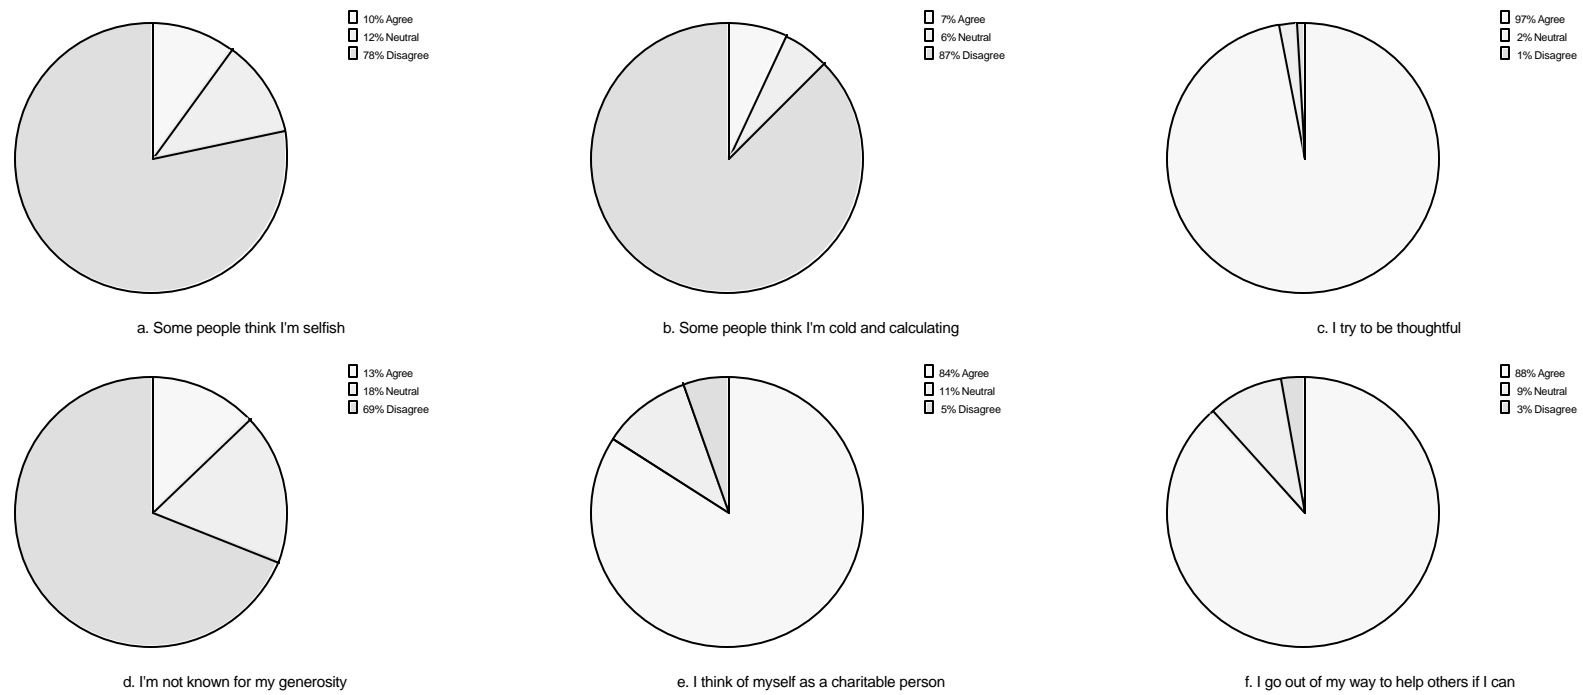 10% Agree
12% Neutral
78% Disagree
a. Some people think I'm selfish
7% Agree
6% Neutral
87% Disagree
b. Some people think I'm cold and calculating
97% Agree
2% Neutral
1% Disagree
c. I try to be thoughtful
13% Agree
18% Neutral
69% Disagree
d. I'm not known for my generosity
84% Agree
11% Neutral
5% Disagree
e. I think of myself as a charitable person
88% Agree
9% Neutral
3% Disagree
f. I go out of my way to help others if I can